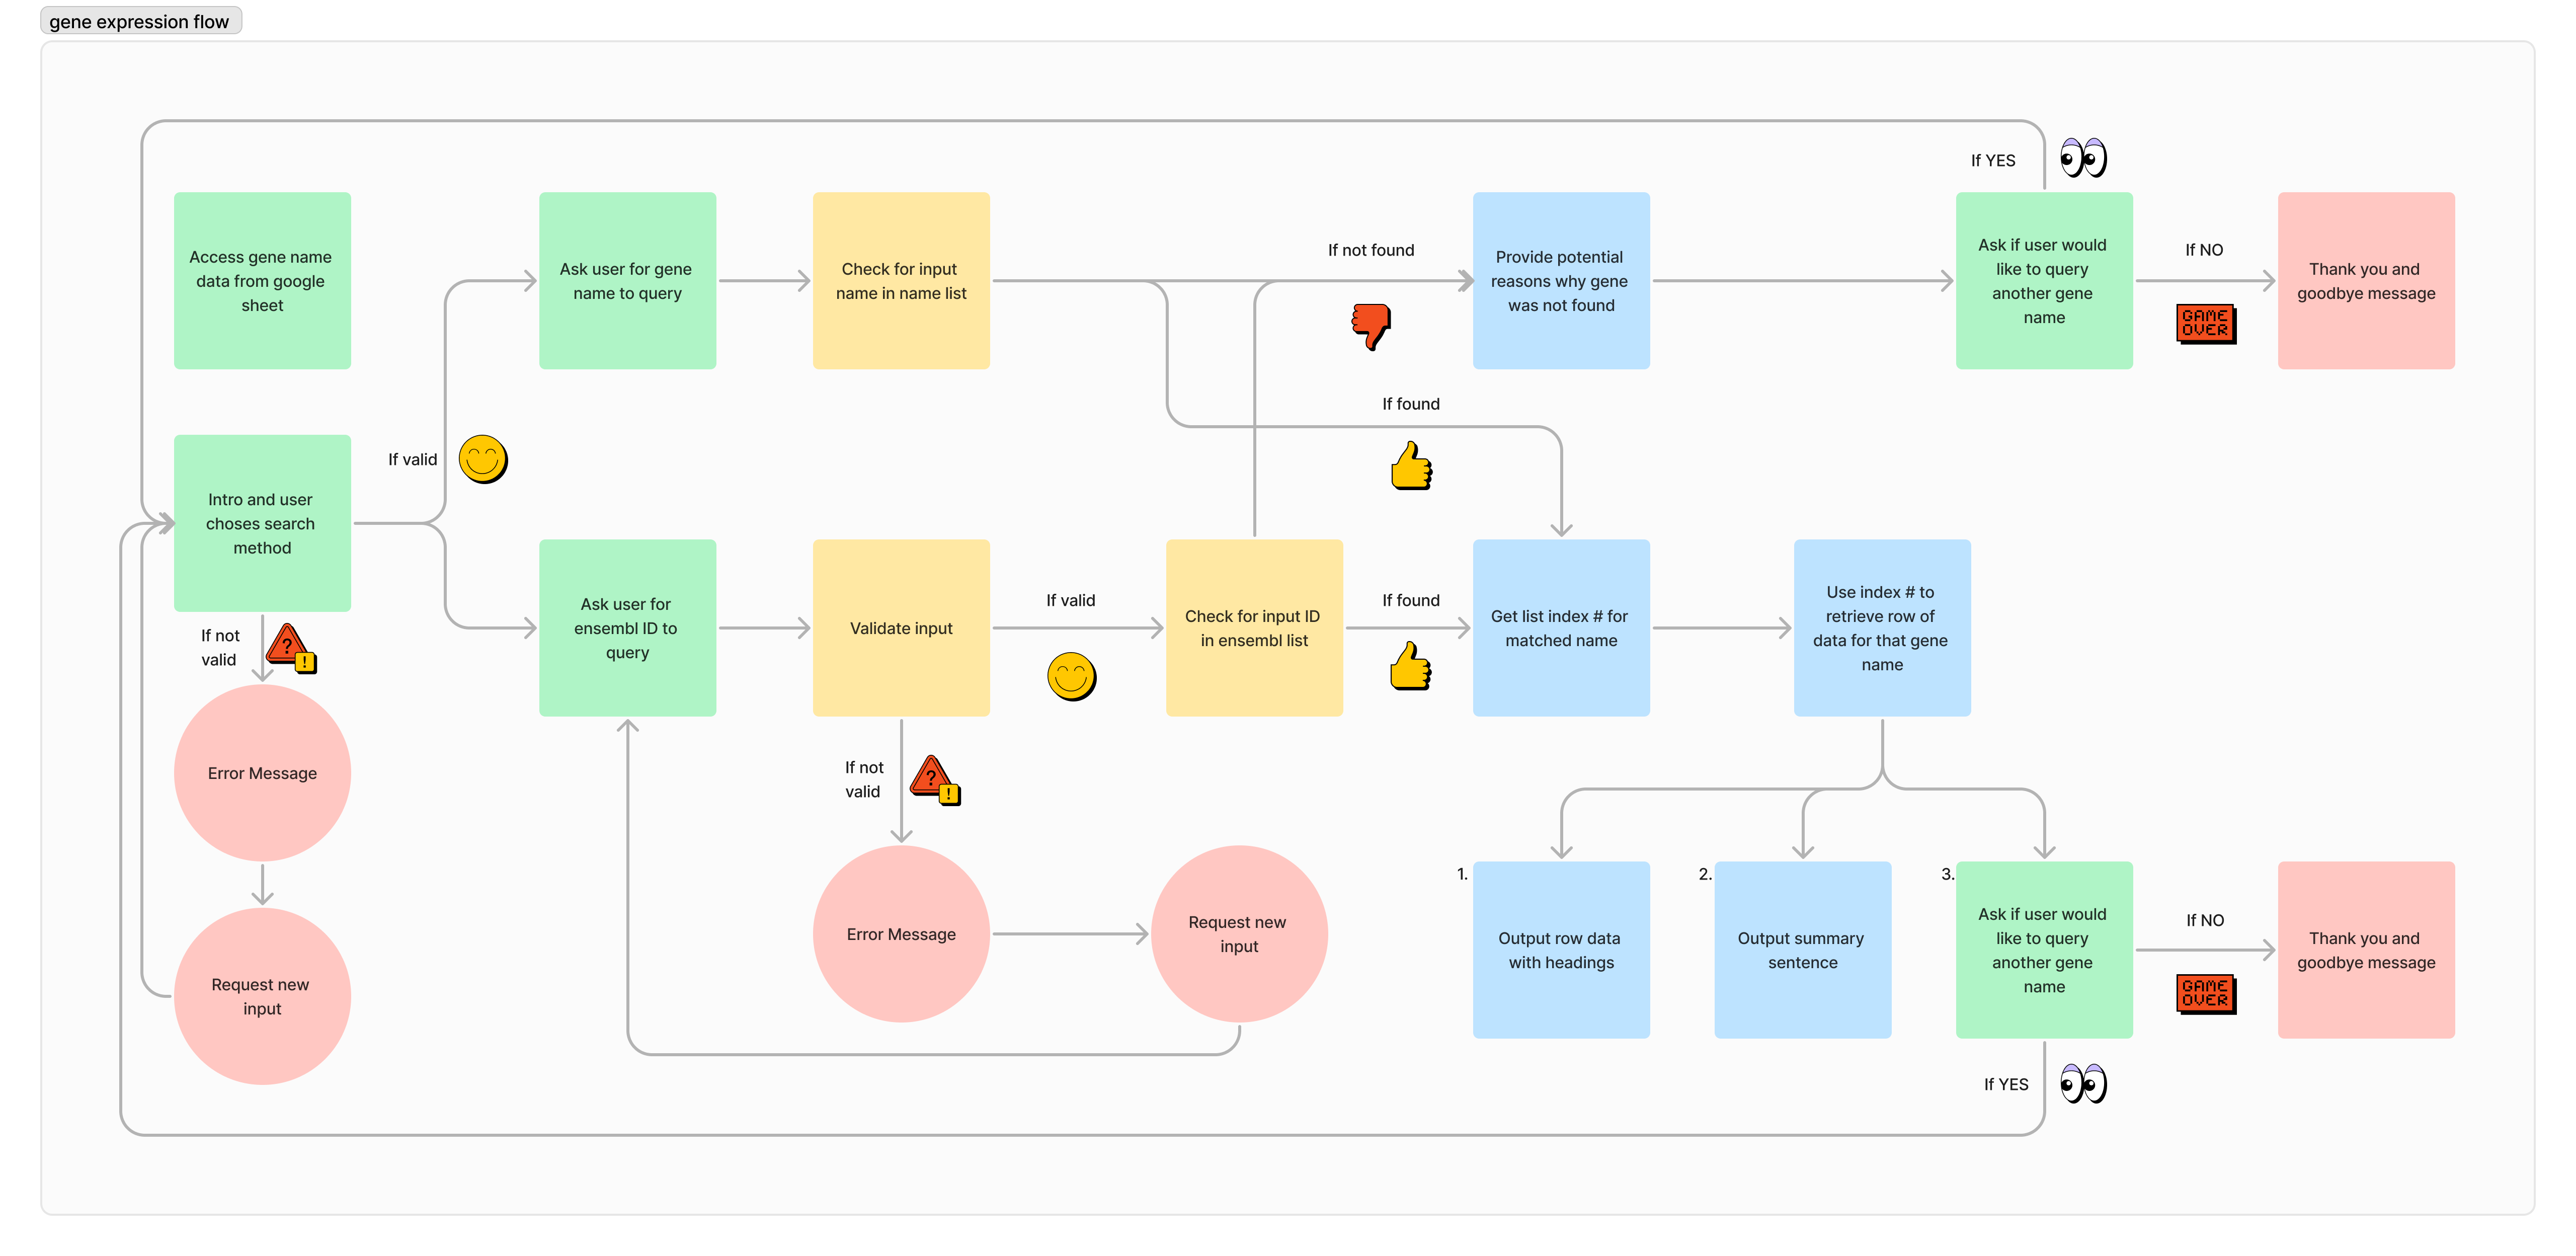 gene expression flow
If YES
Access gene name
data from google
sheet
Ask user for gene
name to query
Check for input
name in name list
If not found
Provide potential
reasons why gene
was not found
Ask if user would
like to query
another gene
name
If NO
GAME
OVER
Thank you and
goodbye message
If found
If valid
Intro and user
choses search
method
Ask user for
ensembl ID to
query
Validate input
If valid
Check for input ID
in ensembl list
If found
Get list index # for
matched name
Use index # to
retrieve row of
data for that gene
name
If not
valid
?
!
Error Message
Request new
input
If not
valid
?
!
Error Message
Request new
input
1.
Output row data
with headings
2.
Output summary
sentence
3.
Ask if user would
like to query
another gene
name
If NO
GAME
OVER
Thank you and
goodbye message
If YES